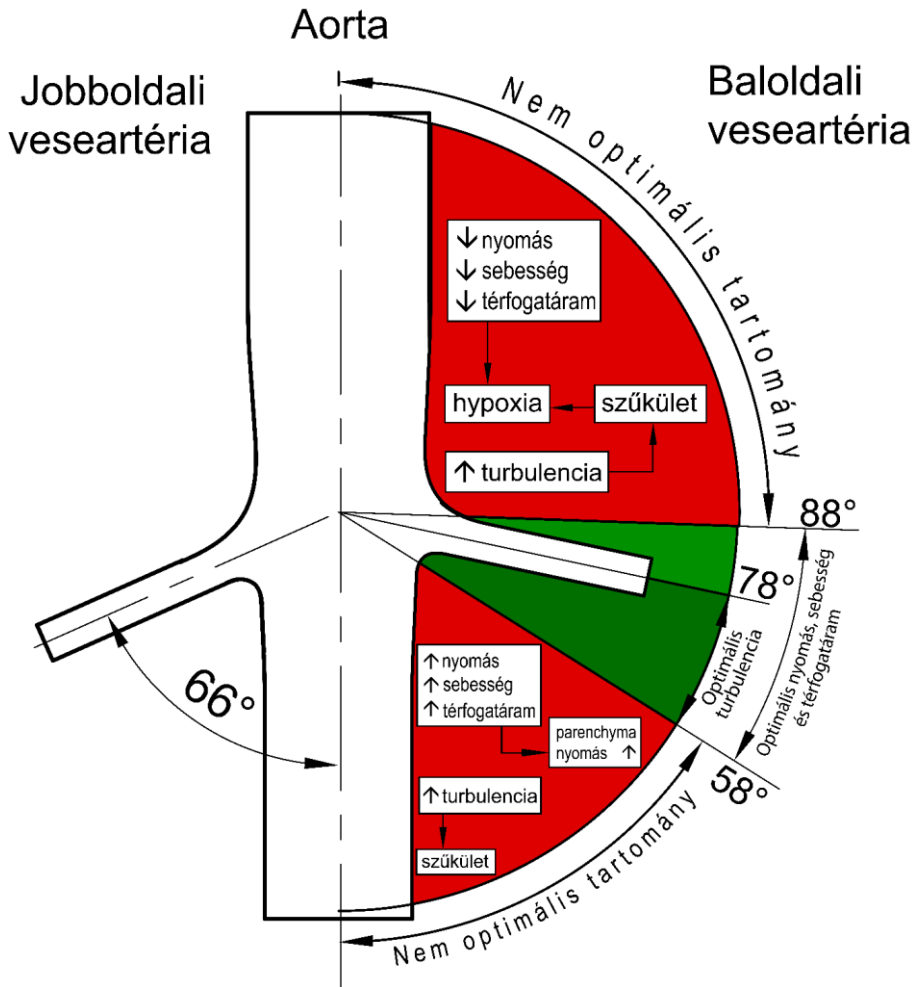 Aorta
Jobboldali
veseartéria
Baloldali
veseartéria
Nem optimális tartomány
↓ nyomás
↓ sebesség
↓ térfogatáram
hypoxia
szűkület
↑ turbulencia
88°
78°
58°
Optimális
turbulencia
Optimális nyomás, sebesség
és térfogatáram
66°
↑ nyomás
↑ sebesség
↑ térfogatáram
parenchyma
nyomás ↑
↑ turbulencia
szűkület
Nem optimális tartomány